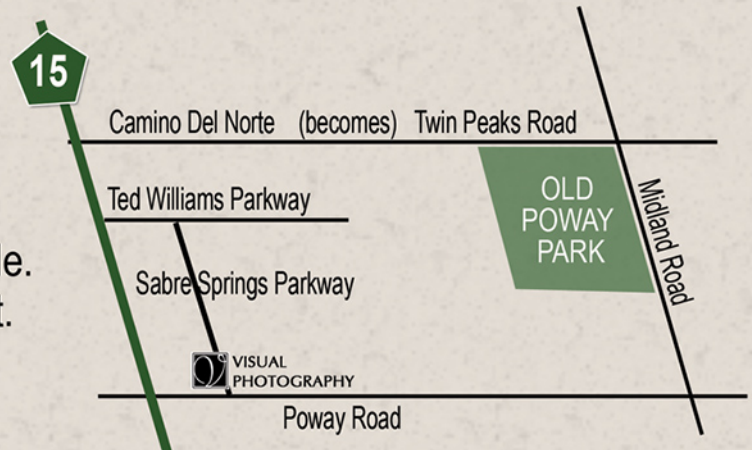 15
Camino Del Norte (becomes) Twin Peaks Road
Ted Williams Parkway
OLD
POWAY
PARK
Midland Road
Sabre Springs Parkway
VISUAL
PHOTOGRAPHY
Poway Road